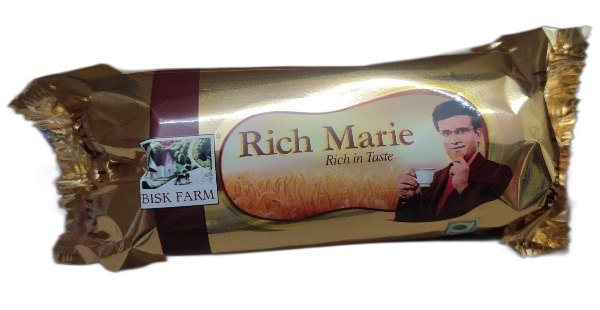 Rich Marie
Rich in Taste
BISK FARM
®